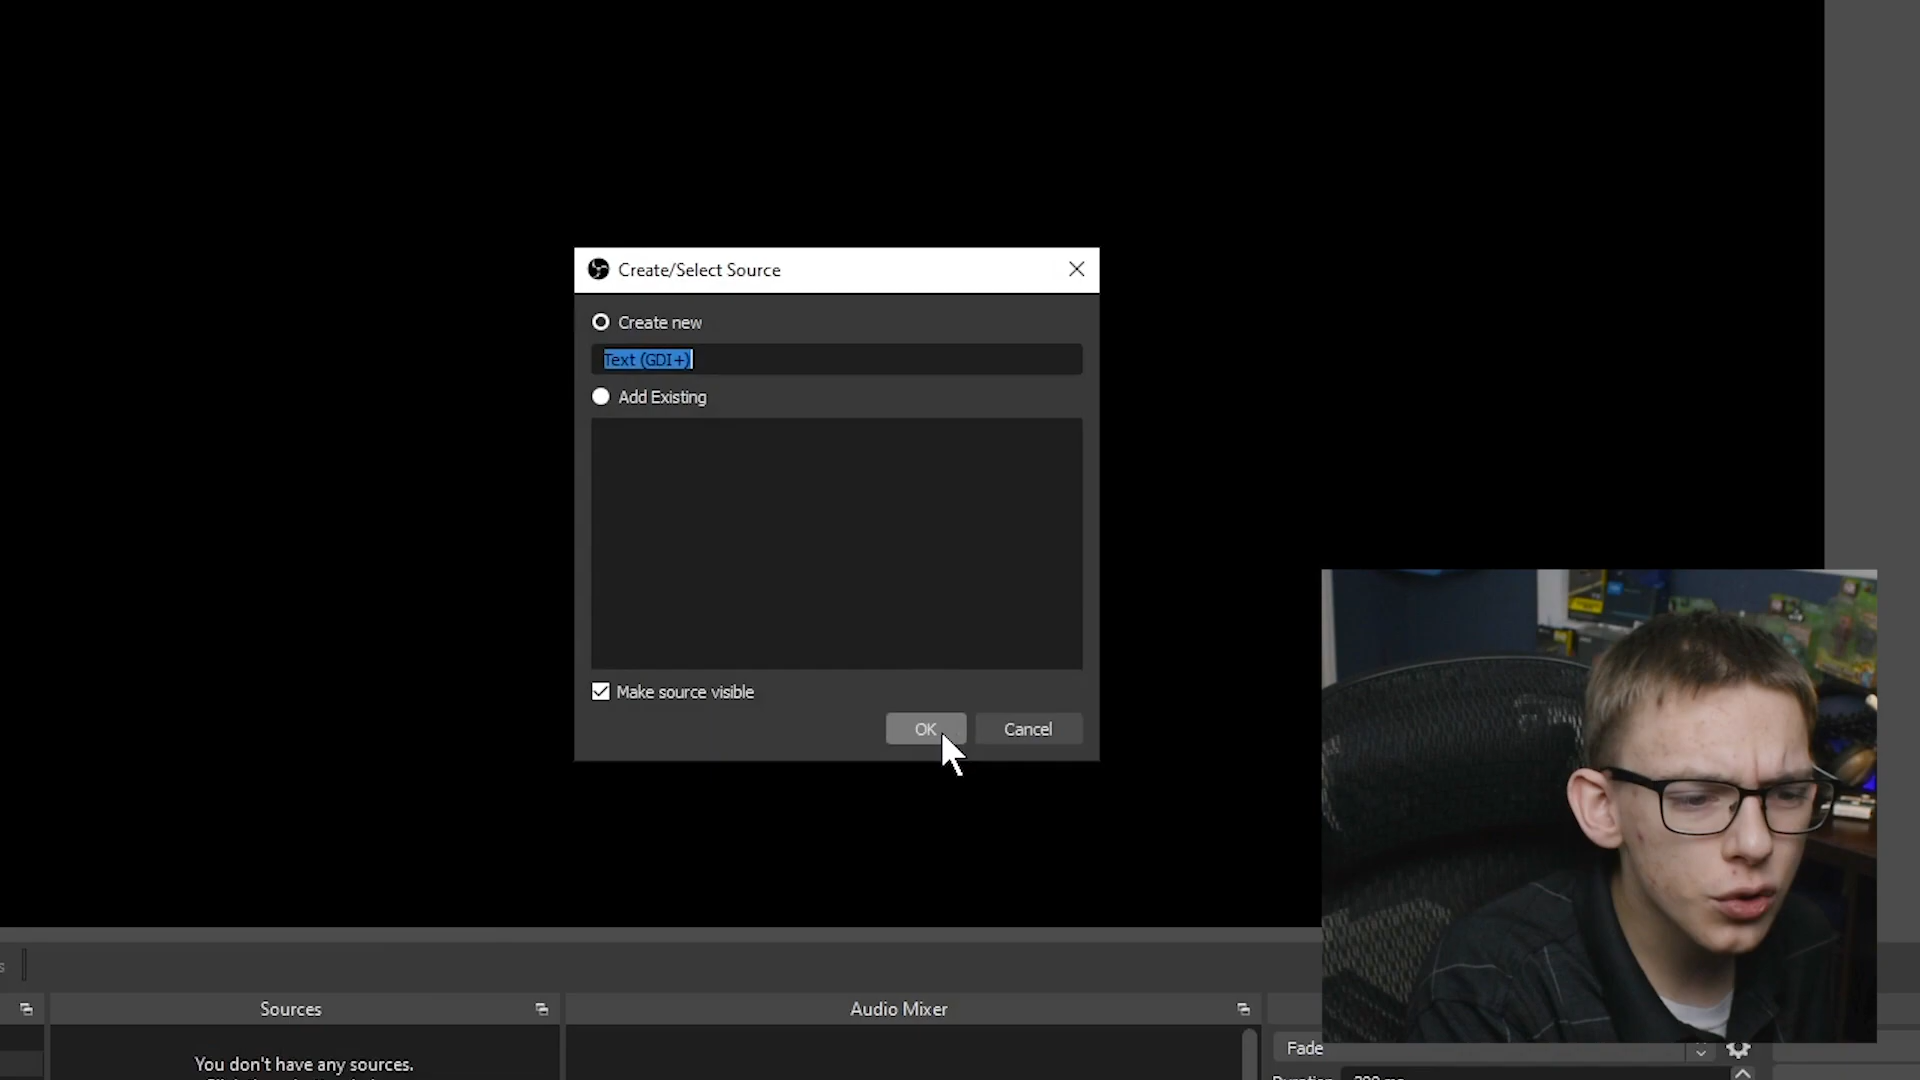 Create/Select Source
Create new
Text (GDI+)
Add Existing
Make source visible
OK
Cancel
Sources
Audio Mixer
You don't have any sources.
Fade